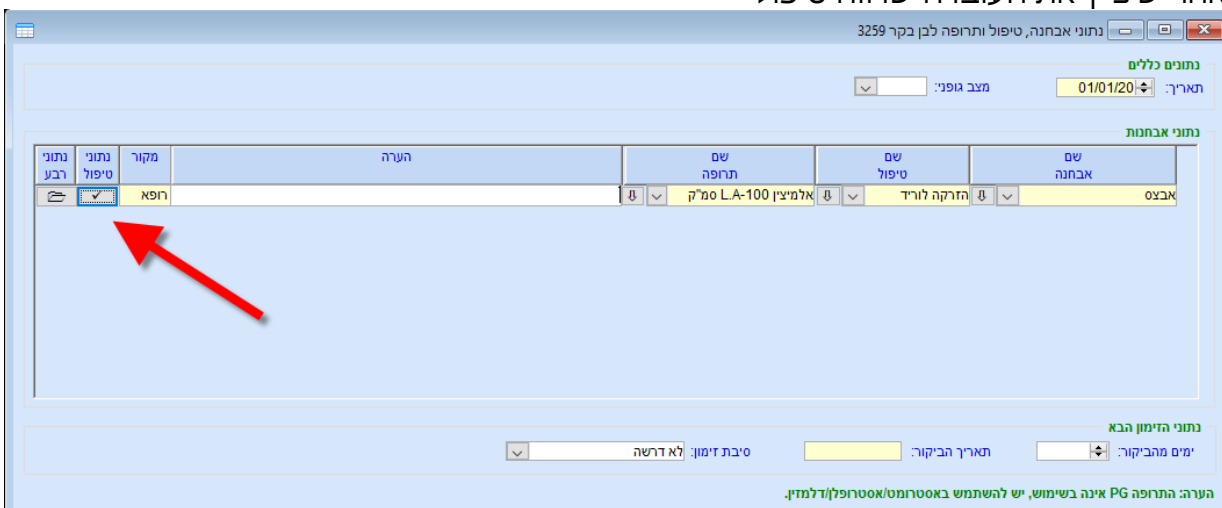 נתוני אבחנה, טיפול ותרופה לבן בקר 3259
נתונים כללים
תאריך: 01/01/20 מצב גופני:
נתוני אבחנות
שם אבחנה שם טיפול שם תרופה הערה מקור נתוני טיפול נתוני רבע
אבצס הזרקה לוריד אלמיצין L.A-100 סמ"ק רופא
נתוני הזימון הבא
ימים מהביקור: תאריך הביקור: סיבת זימון: לא דרשה
הערה: התרופה PG אינה בשימוש, יש להשתמש באסטרומט/אסטרופלן/דלמזין.